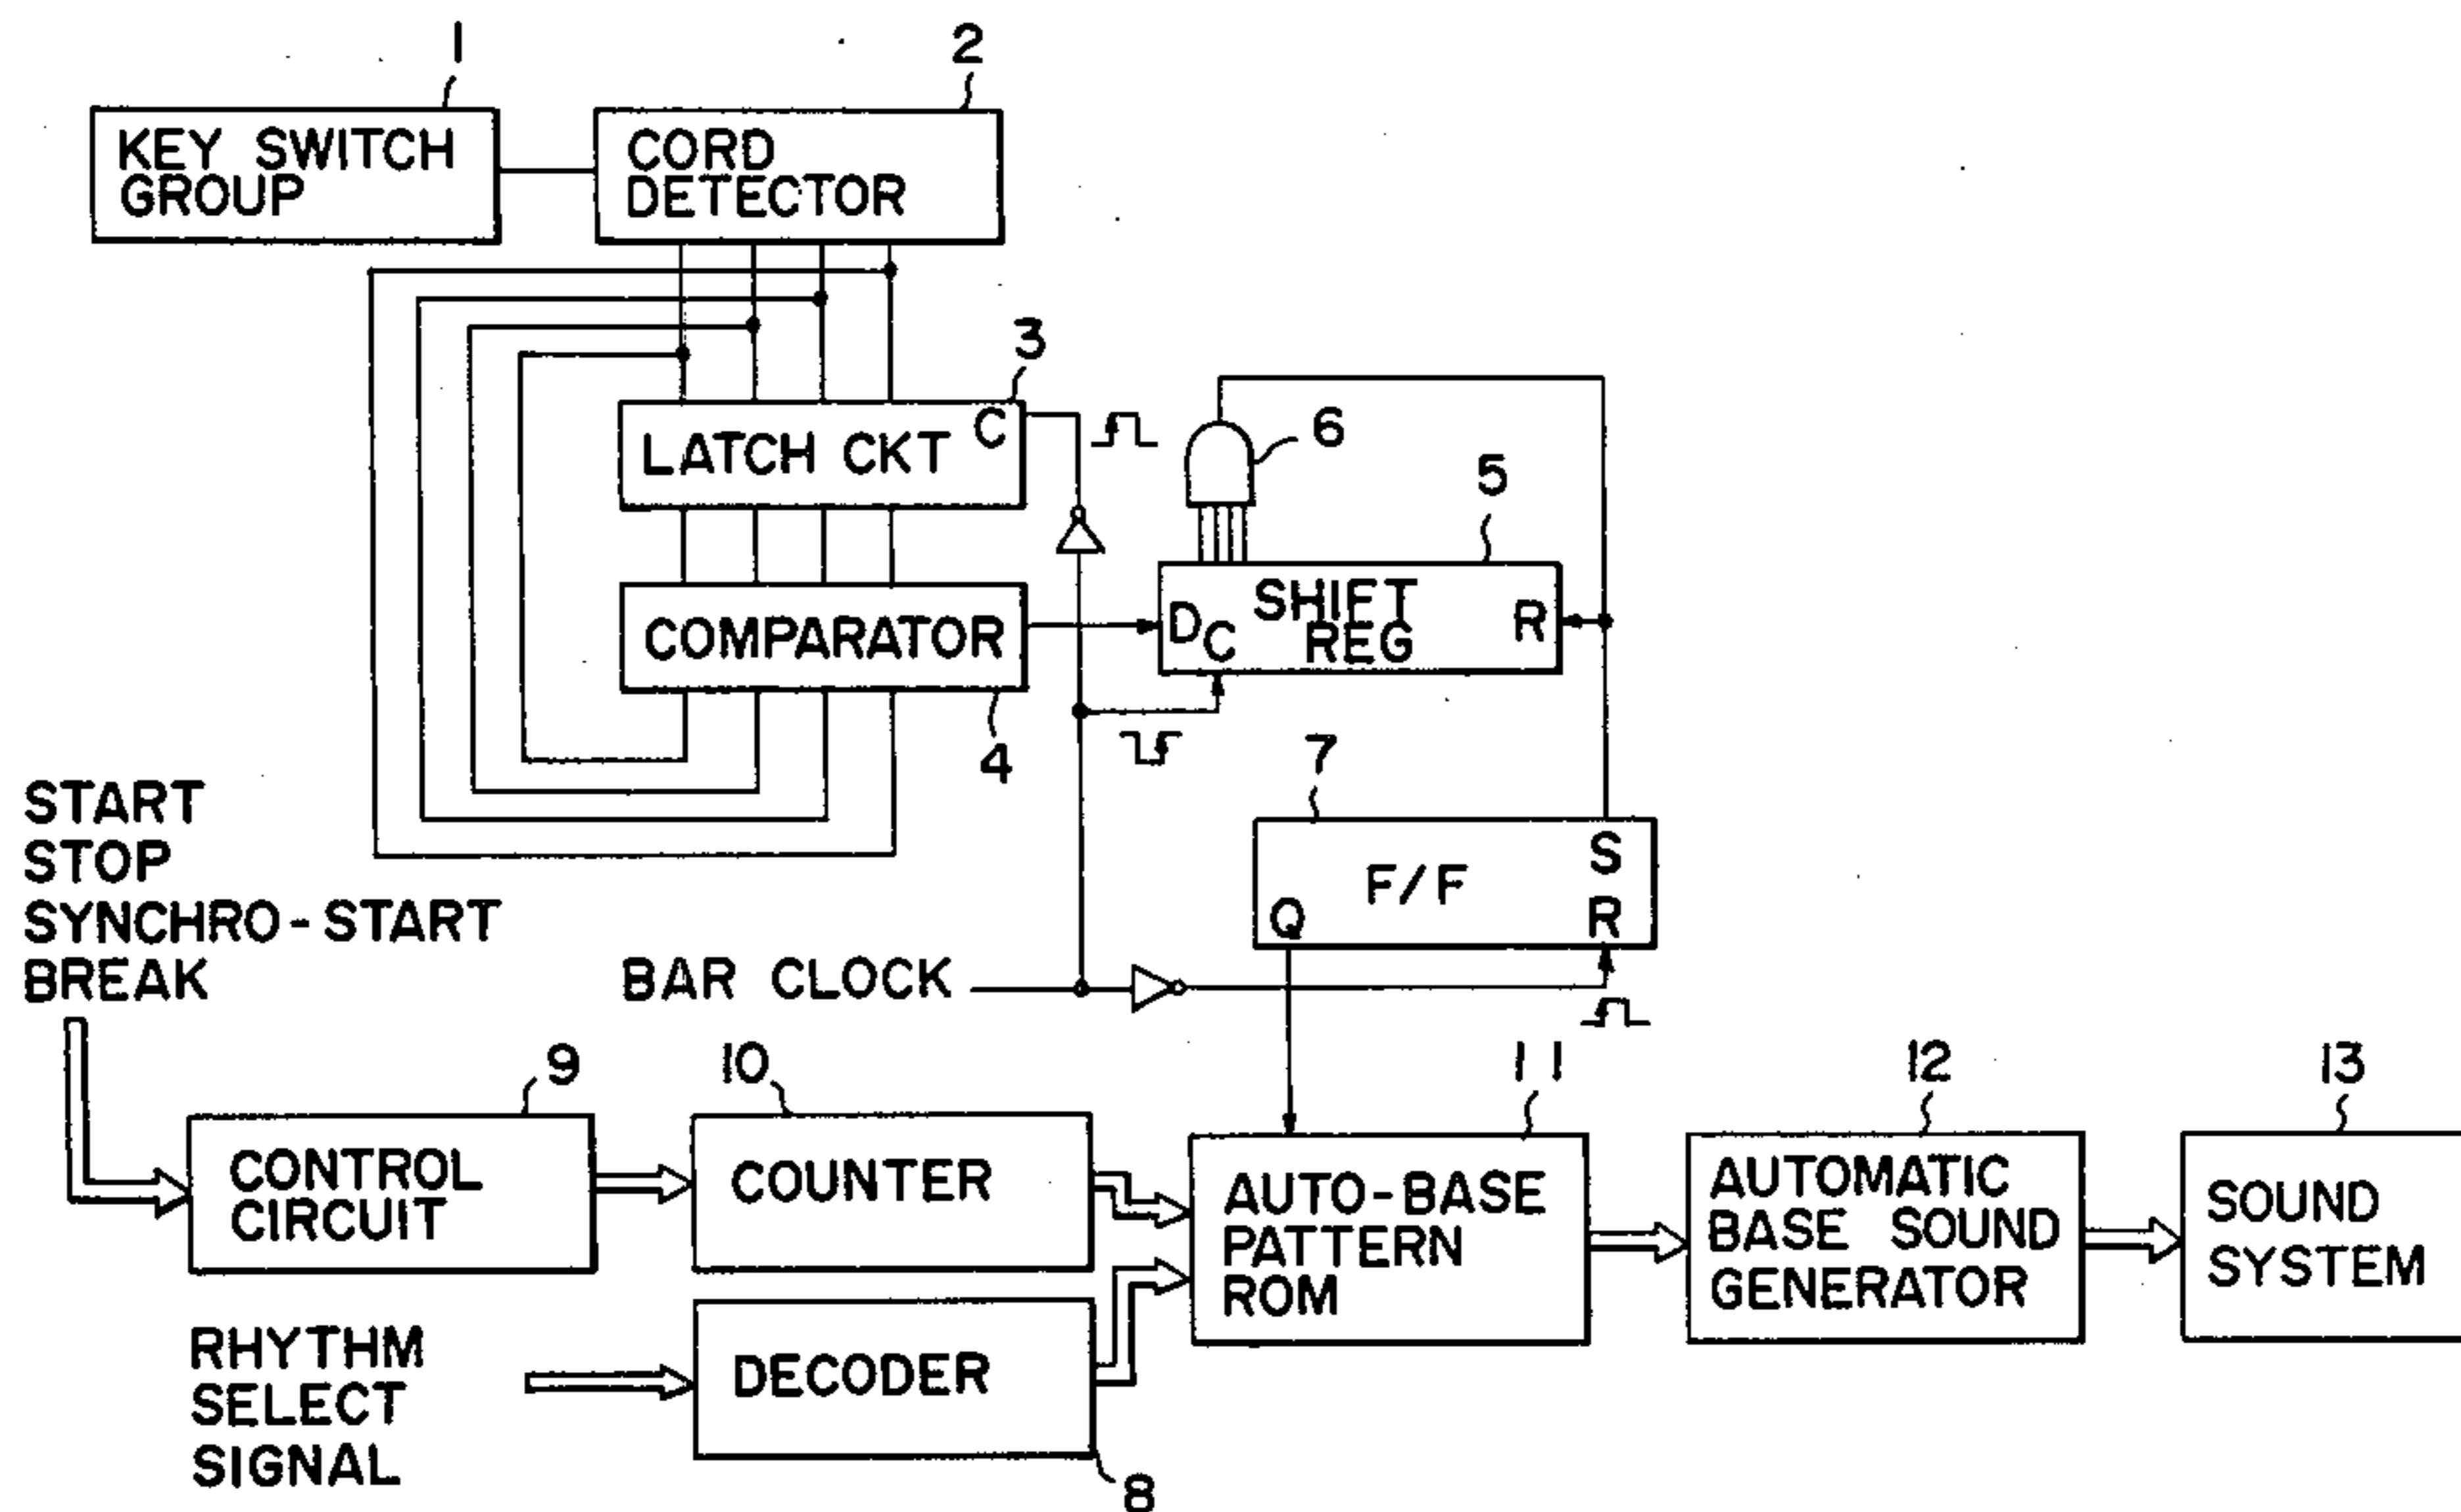 1
2
KEY SWITCH
GROUP
CORD
DETECTOR
3
LATCH CKT C
6
5
COMPARATOR
D C SHIFT
REG R
4
7
START
STOP
SYNCHRO-START
BREAK
F/F S
Q R
BAR CLOCK
9
10
11
12
13
CONTROL
CIRCUIT
COUNTER
AUTO-BASE
PATTERN
ROM
AUTOMATIC
BASE SOUND
GENERATOR
SOUND
SYSTEM
RHYTHM
SELECT
SIGNAL
DECODER
8